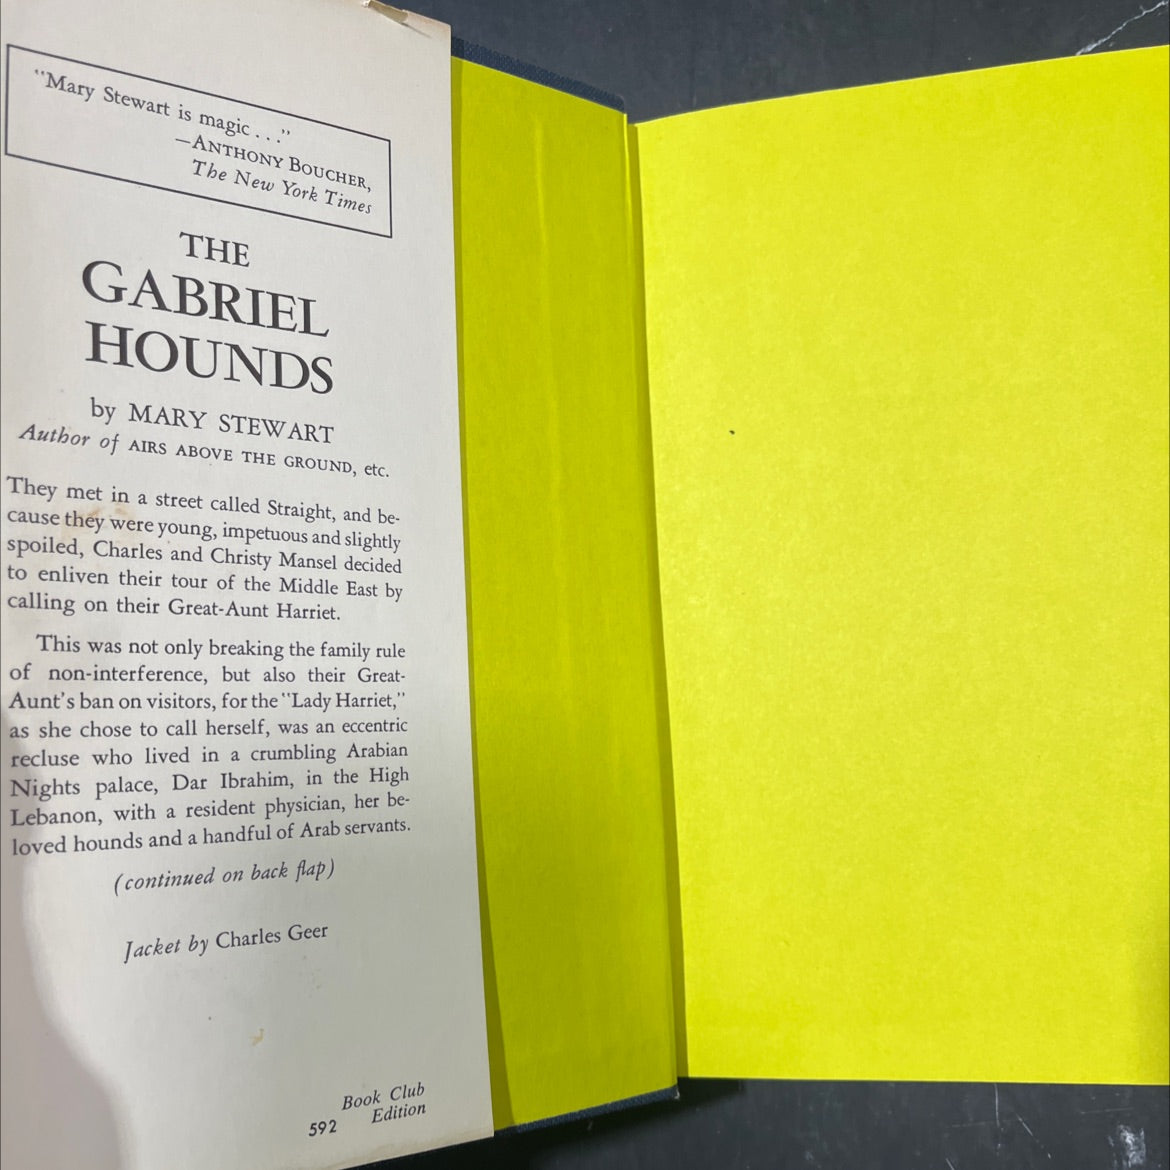 "Mary Stewart is magic . . ."
—ANTHONY BOUCHER,
The New York Times
THE
GABRIEL
HOUNDS
by MARY STEWART
Author of AIRS ABOVE THE GROUND, etc.
They met in a street called Straight, and be-
cause they were young, impetuous and slightly
spoiled, Charles and Christy Mansel decided
to enliven their tour of the Middle East by
calling on their Great-Aunt Harriet.
This was not only breaking the family rule
of non-interference, but also their Great-
Aunt's ban on visitors, for the "Lady Harriet,"
as she chose to call herself, was an eccentric
recluse who lived in a crumbling Arabian
Nights palace, Dar Ibrahim, in the High
Lebanon, with a resident physician, her be-
loved hounds and a handful of Arab servants.
(continued on back flap)
Jacket by Charles Geer
Book Club
Edition
592